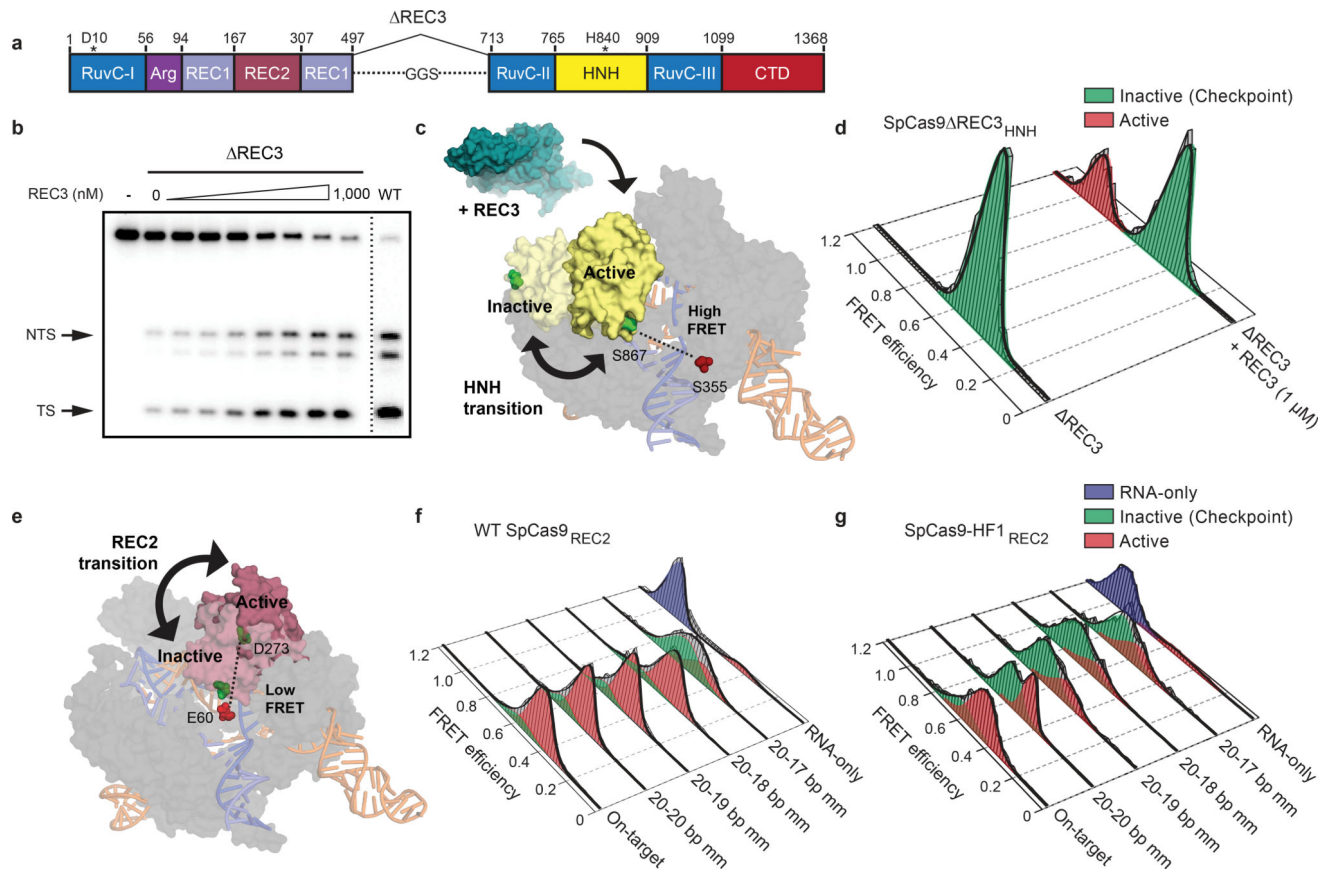 a
ΔREC3
1 D10 56 94 167 307 497 713 765 H840 909 1099 1368
* *
RuvC-I Arg REC1 REC2 REC1 GGS RuvC-II HNH RuvC-III CTD
b
ΔREC3
REC3 (nM) - 0 1,000 WT
NTS
TS
c
+ REC3
Active
Inactive
High
FRET
S867
S355
HNH
transition
d
Inactive (Checkpoint)
Active
SpCas9ΔREC3HNH
1.2
1.0
0.8
0.6
0.4
0.2
0
FRET efficiency
ΔREC3
ΔREC3
+ REC3 (1 µM)
e
REC2
transition
Active
Inactive
D273
Low
FRET
E60
f
WT SpCas9REC2
1.2
1.0
0.8
0.6
0.4
0.2
0
FRET efficiency
On-target
20-20 bp mm
20-19 bp mm
20-18 bp mm
20-17 bp mm
RNA-only
g
SpCas9-HF1REC2
RNA-only
Inactive (Checkpoint)
Active
1.2
1.0
0.8
0.6
0.4
0.2
0
FRET efficiency
On-target
20-20 bp mm
20-19 bp mm
20-18 bp mm
20-17 bp mm
RNA-only